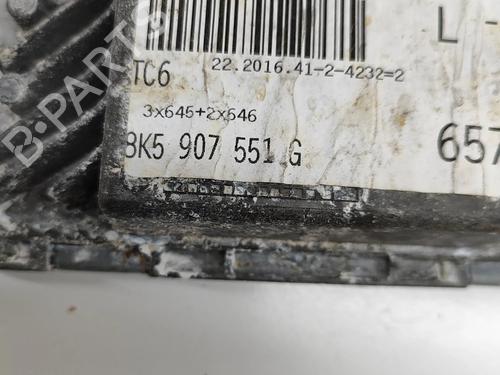 L -
TC6 22.2016.41-2-4232=2
3x645+2x646
8K5 907 551 G 657
B-PARTS